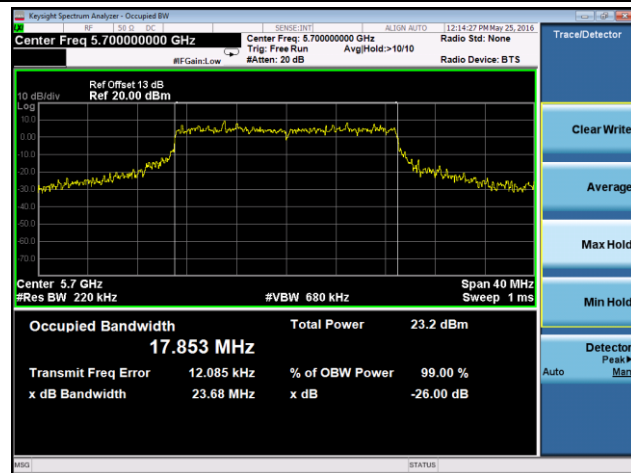 Keysight Spectrum Analyzer - Occupied BW
RF 50 Ω DC SENSE:INT ALIGN AUTO 12:14:27 PM May 25, 2016
Center Freq 5.700000000 GHz Center Freq: 5.700000000 GHz Radio Std: None
Trig: Free Run Avg|Hold:>10/10
#IFGain:Low #Atten: 20 dB Radio Device: BTS
Ref Offset 13 dB
10 dB/div Ref 20.00 dBm
Log
10.0
0.00
-10.0
-20.0
-30.0
-40.0
-50.0
-60.0
-70.0
Center 5.7 GHz Span 40 MHz
#Res BW 220 kHz #VBW 680 kHz Sweep 1 ms
Occupied Bandwidth Total Power 23.2 dBm
17.853 MHz
Transmit Freq Error 12.085 kHz % of OBW Power 99.00 %
x dB Bandwidth 23.68 MHz x dB -26.00 dB
MSG STATUS
Trace/Detector
Clear Write
Average
Max Hold
Min Hold
Detector
Peak
Auto Man